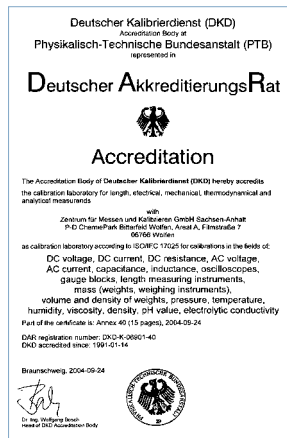 Deutscher Kalibrierdienst (DKD)
Accreditation Body at
Physikalisch-Technische Bundesanstalt (PTB)
represented in
Deutscher AkkreditierungsRat
Accreditation
The Accreditation Body of Deutscher Kalibrierdienst (DKD) hereby accredits
the calibration laboratory for length, electrical, mechanical, thermodynamical and
analytical measurands
with
Zentrum für Messen und Kalibrieren GmbH Sachsen-Anhalt
P-D ChemiePark Bitterfeld Wolfen, Areal A, Filmstraße 7
06766 Wolfen
as calibration laboratory according to ISO/IEC 17025 for calibrations in the fields of:
DC voltage, DC current, DC resistance, AC voltage,
AC current, capacitance, inductance, oscilloscopes,
gauge blocks, length measuring instruments,
mass (weights, weighing instruments),
volume and density of weights, pressure, temperature,
humidity, viscosity, density, pH value, electrolytic conductivity
Part of the certificate is: Annex 40 (15 pages), 2004-09-24
DAR registration number: DKD-K-06901-40
DKD accredited since: 1991-01-14
Braunschweig, 2004-09-24
Dr.-Ing. Wolfgang Bosch
Head of DKD Accreditation Body
PHYSIKALISCH-TECHNISCHE BUNDESANSTALT